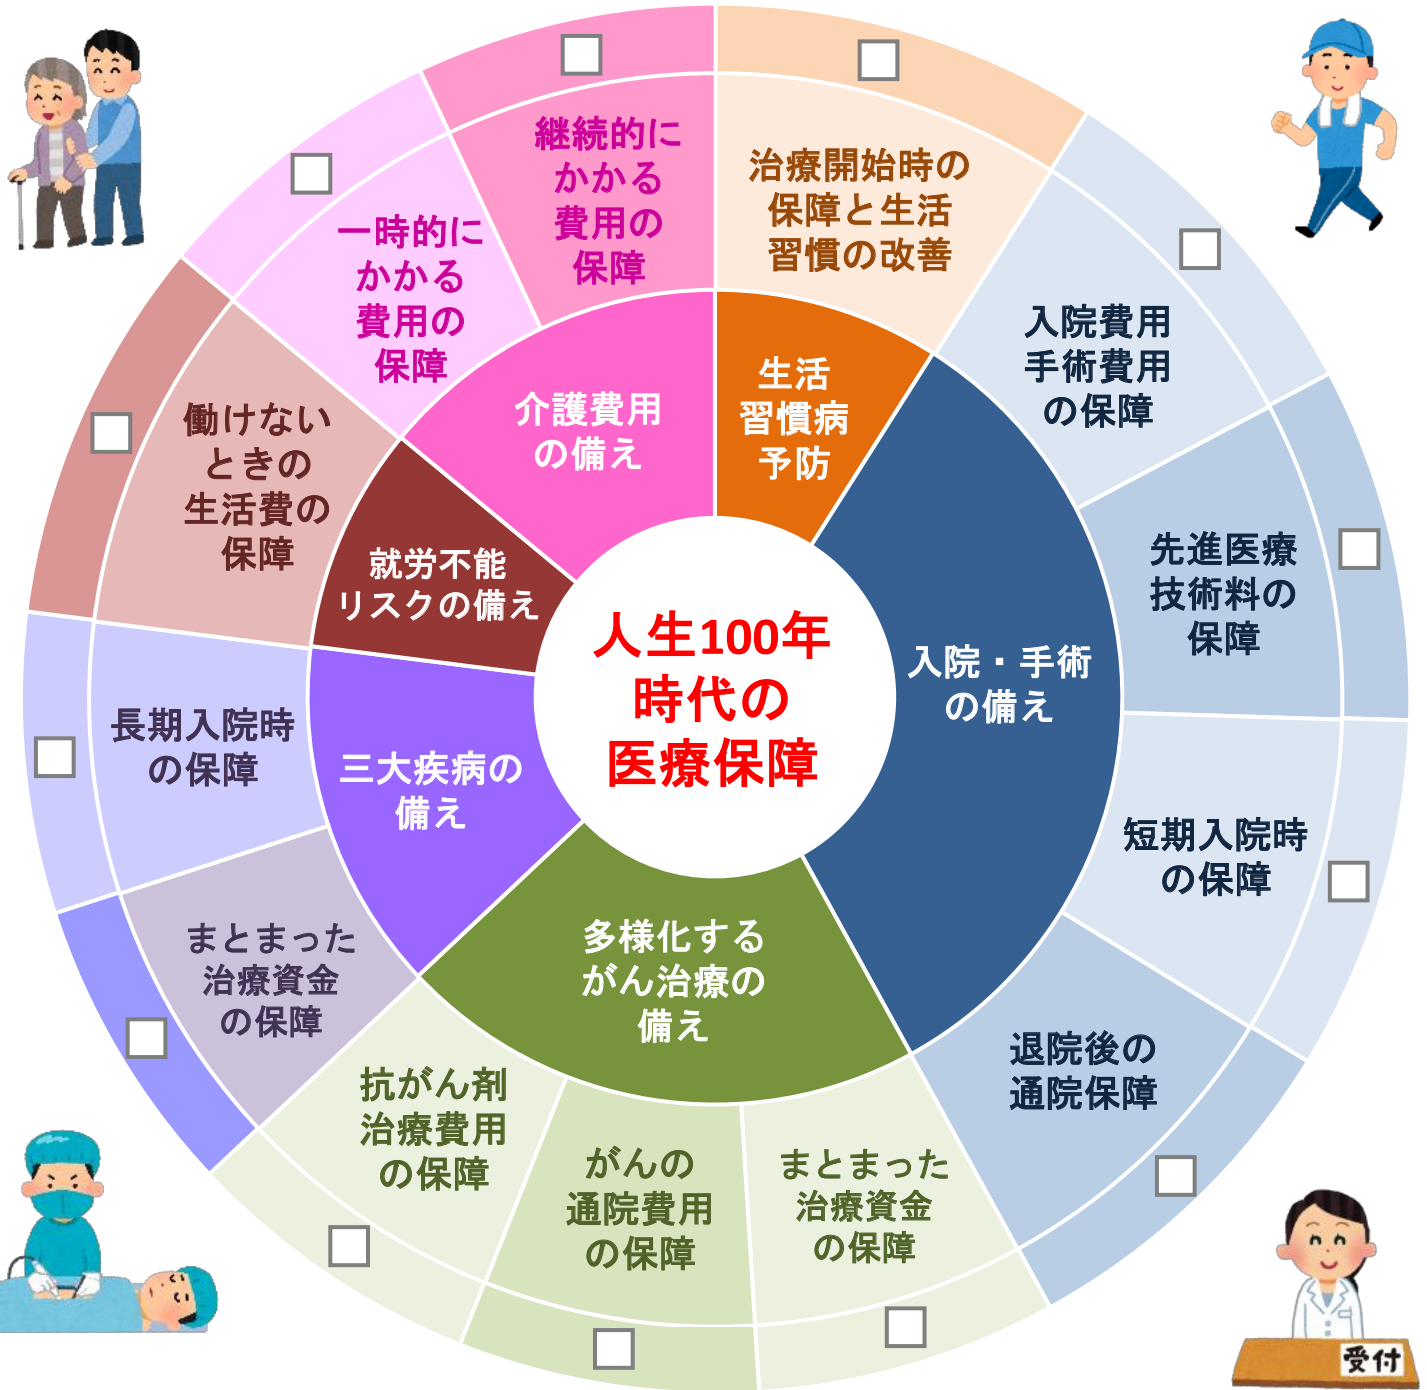 人生100年
時代の
医療保障
生活
習慣病
予防
治療開始時の
保障と生活
習慣の改善
入院・手術
の備え
入院費用
手術費用
の保障
先進医療
技術料の
保障
短期入院時
の保障
退院後の
通院保障
多様化する
がん治療の
備え
まとまった
治療資金
の保障
がんの
通院費用
の保障
抗がん剤
治療費用
の保障
三大疾病の
備え
まとまった
治療資金
の保障
長期入院時
の保障
就労不能
リスクの備え
働けない
ときの
生活費の
保障
介護費用
の備え
一時的に
かかる
費用の
保障
継続的に
かかる
費用の
保障
受付